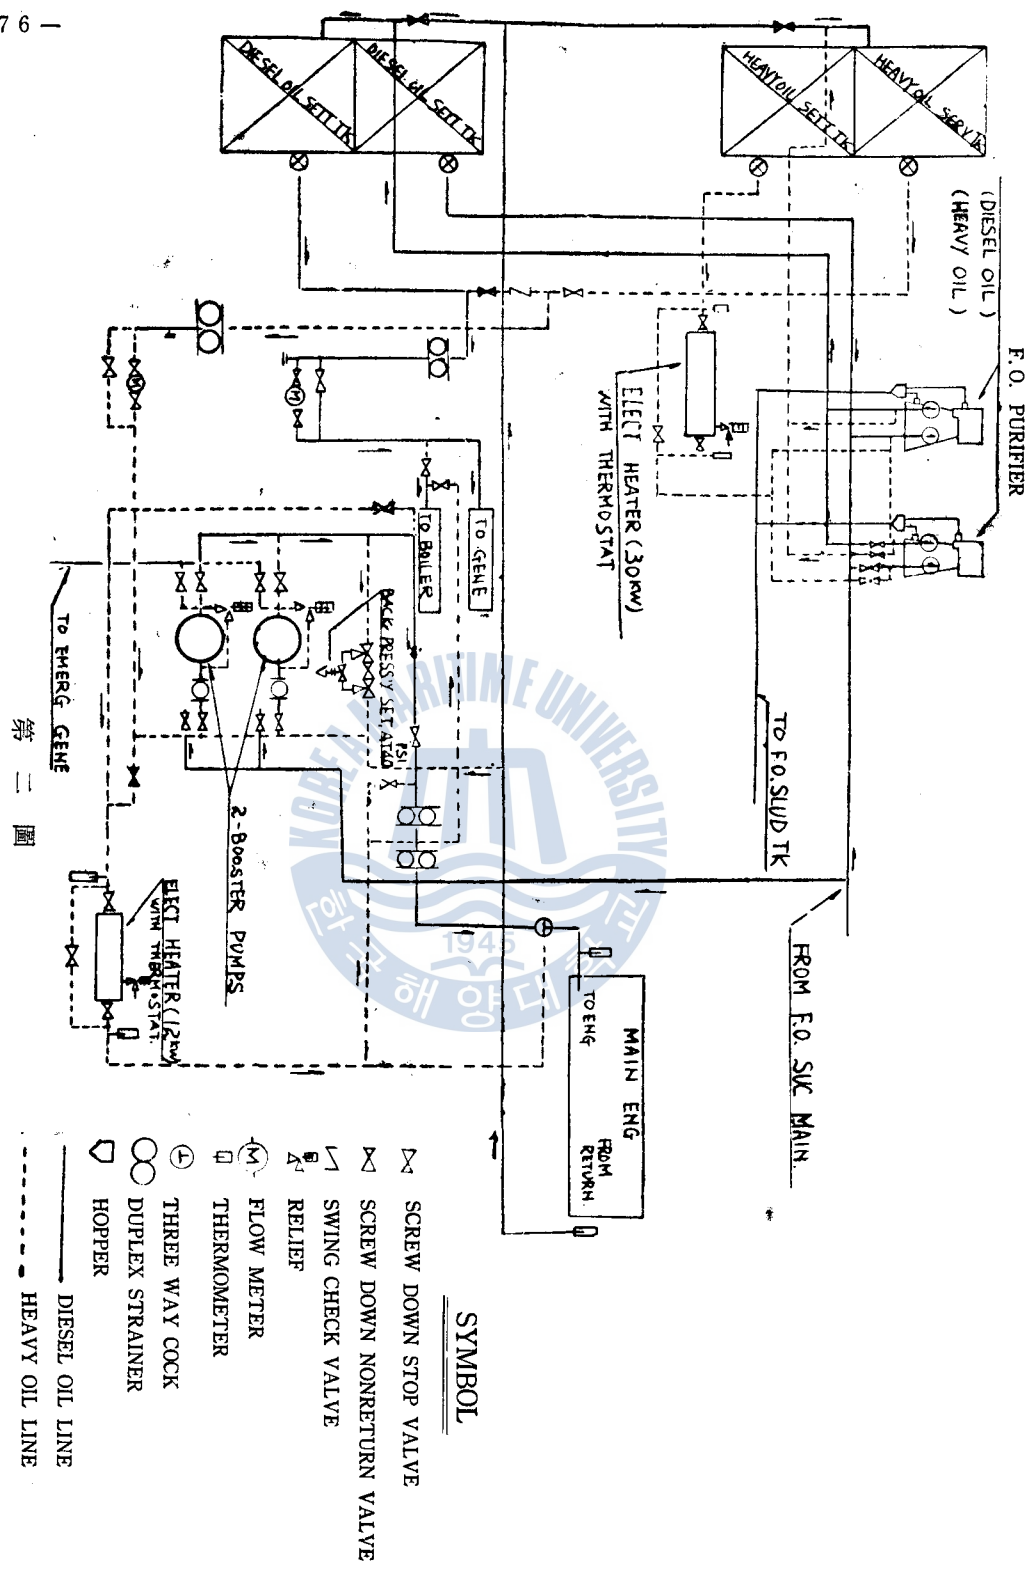 76 —
DIESEL OIL SETT TK
DIESEL OIL SETT TK
HEAVY OIL SETT TK
HEAVY OIL SERV TK
F.O. PURIFIER
(DIESEL OIL)
(HEAVY OIL)
ELECT HEATER (30KW)
WITH THERMOSTAT
TO GENE
TO BOILER
BACK PRESS'Y SET, AT 40
PSI
TO EMERG GENE
2-BOOSTER PUMPS
TO F.O. SLUD TK
FROM F.O. SUC MAIN.
ELECT HEATER (12KW)
WITH THERMOSTAT.
MAIN ENG
TO ENG
FROM
RETURN.
KOREA MARITIME UNIVERSITY
1945
한국해양대학교
SYMBOL
SCREW DOWN STOP VALVE
SCREW DOWN NONRETURN VALVE
SWING CHECK VALVE
RELIEF
M FLOW METER
THERMOMETER
THREE WAY COCK
DUPLEX STRAINER
HOPPER
DIESEL OIL LINE
HEAVY OIL LINE
第二圖